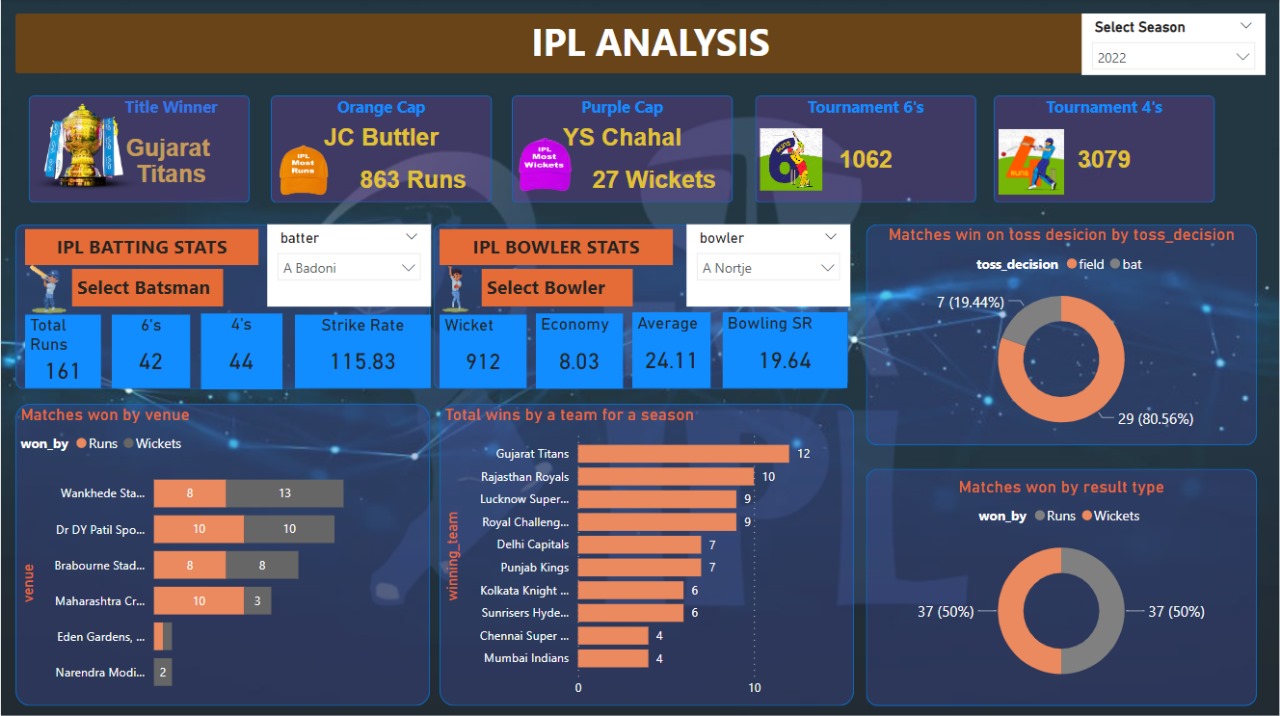 IPL ANALYSIS
Select Season
2022
Title Winner
Gujarat
Titans
Orange Cap
JC Buttler
IPL
Most
Runs
863 Runs
Purple Cap
YS Chahal
IPL
Most
Wickets
27 Wickets
Tournament 6's
6
RUNS
1062
Tournament 4's
4
RUNS
3079
IPL BATTING STATS
Select Batsman
batter
A Badoni
IPL BOWLER STATS
Select Bowler
bowler
A Nortje
Total
Runs
161
6's
42
4's
44
Strike Rate
115.83
Wicket
912
Economy
8.03
Average
24.11
Bowling SR
19.64
Matches win on toss desicion by toss_decision
toss_decision field bat
7 (19.44%)
29 (80.56%)
Matches won by venue
won_by Runs Wickets
venue
Wankhede Sta... 8 13
Dr DY Patil Spo... 10 10
Brabourne Stad... 8 8
Maharashtra Cr... 10 3
Eden Gardens, ...
Narendra Modi... 2
Total wins by a team for a season
winning_team
Gujarat Titans 12
Rajasthan Royals 10
Lucknow Super... 9
Royal Challeng... 9
Delhi Capitals 7
Punjab Kings 7
Kolkata Knight ... 6
Sunrisers Hyde... 6
Chennai Super ... 4
Mumbai Indians 4
0 10
Matches won by result type
won_by Runs Wickets
37 (50%) 37 (50%)
IPL